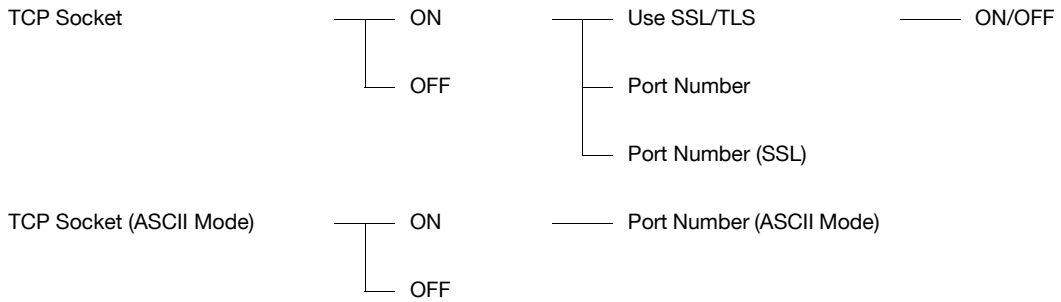 TCP Socket ON Use SSL/TLS ON/OFF
OFF Port Number
Port Number (SSL)
TCP Socket (ASCII Mode) ON Port Number (ASCII Mode)
OFF